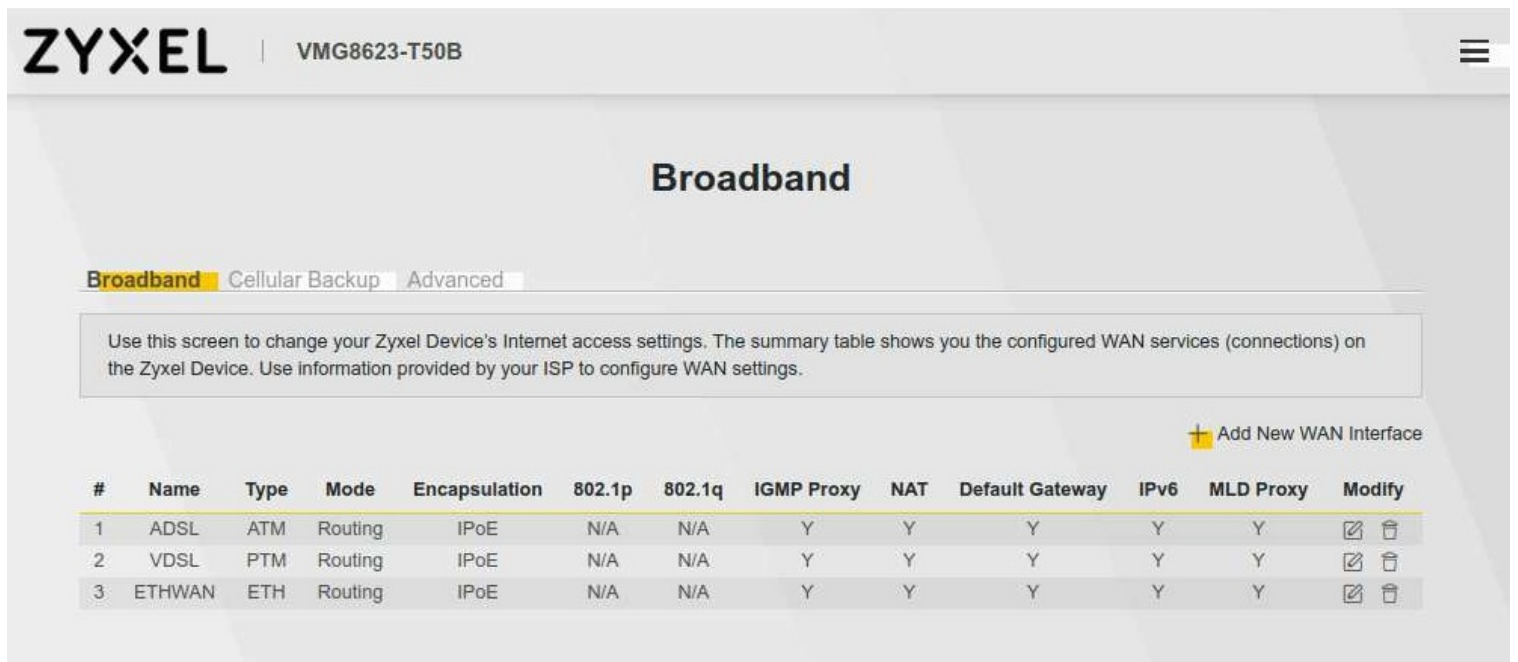 ZYXEL | VMG8623-T50B
Broadband
Broadband Cellular Backup Advanced
Use this screen to change your Zyxel Device's Internet access settings. The summary table shows you the configured WAN services (connections) on
the Zyxel Device. Use information provided by your ISP to configure WAN settings.
+ Add New WAN Interface
# Name Type Mode Encapsulation 802.1p 802.1q IGMP Proxy NAT Default Gateway IPv6 MLD Proxy Modify
1 ADSL ATM Routing IPoE N/A N/A Y Y Y Y Y
2 VDSL PTM Routing IPoE N/A N/A Y Y Y Y Y
3 ETHWAN ETH Routing IPoE N/A N/A Y Y Y Y Y